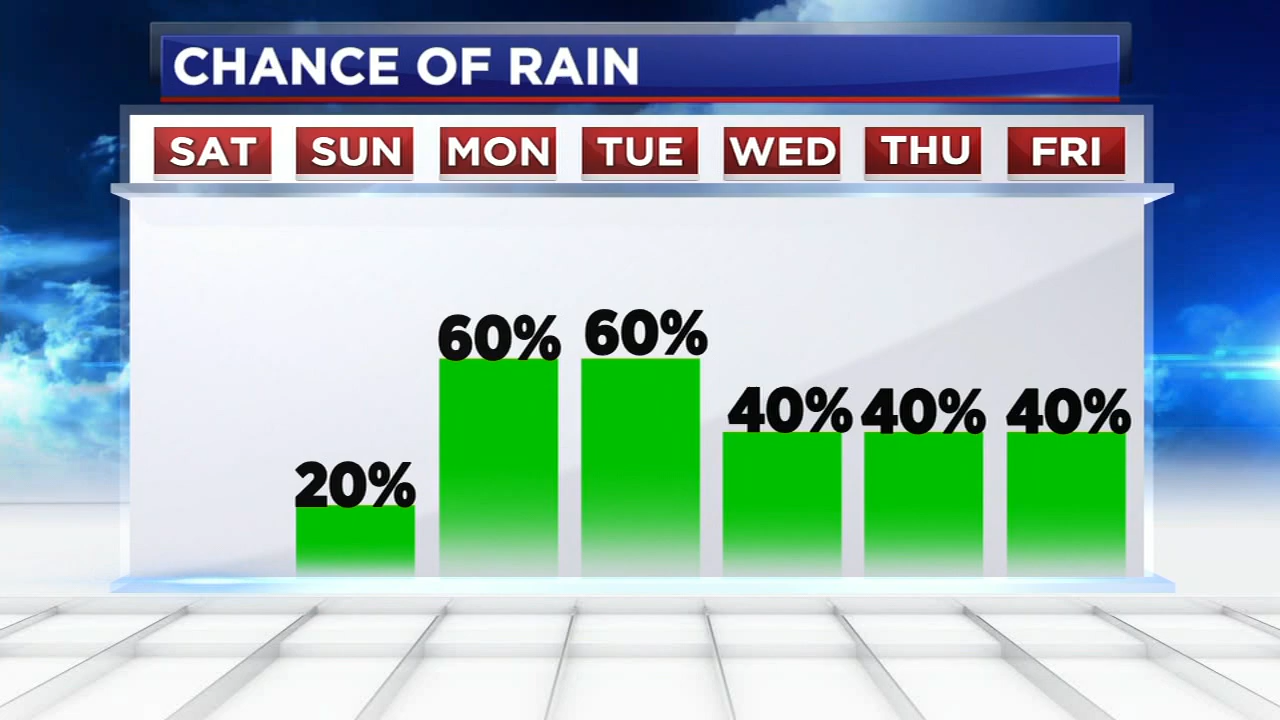 CHANCE OF RAIN
SAT SUN MON TUE WED THU FRI
60% 60%
40% 40% 40%
20%